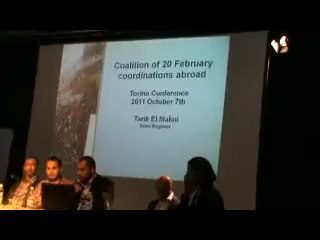 Coalition of 20 February
coordinations abroad
Torino Conference
2011 October 7th
Tarik El Makni